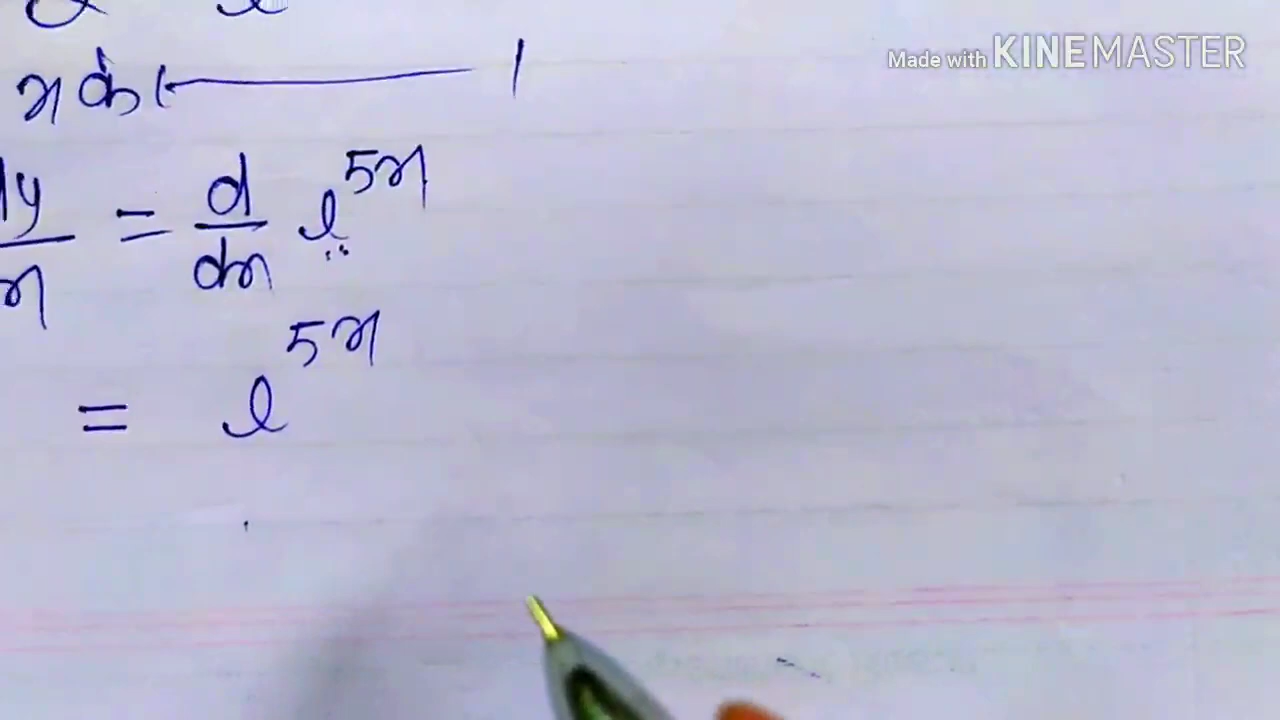 Made with KINEMASTER
x के
dy/dx = d/dx e^5x
= e^5x